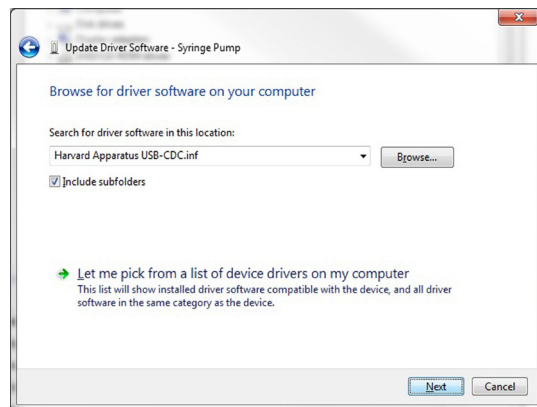 Update Driver Software - Syringe Pump
Browse for driver software on your computer
Search for driver software in this location:
Harvard Apparatus USB-CDC.inf
Browse...
Include subfolders
Let me pick from a list of device drivers on my computer
This list will show installed driver software compatible with the device, and all driver
software in the same category as the device.
Next
Cancel